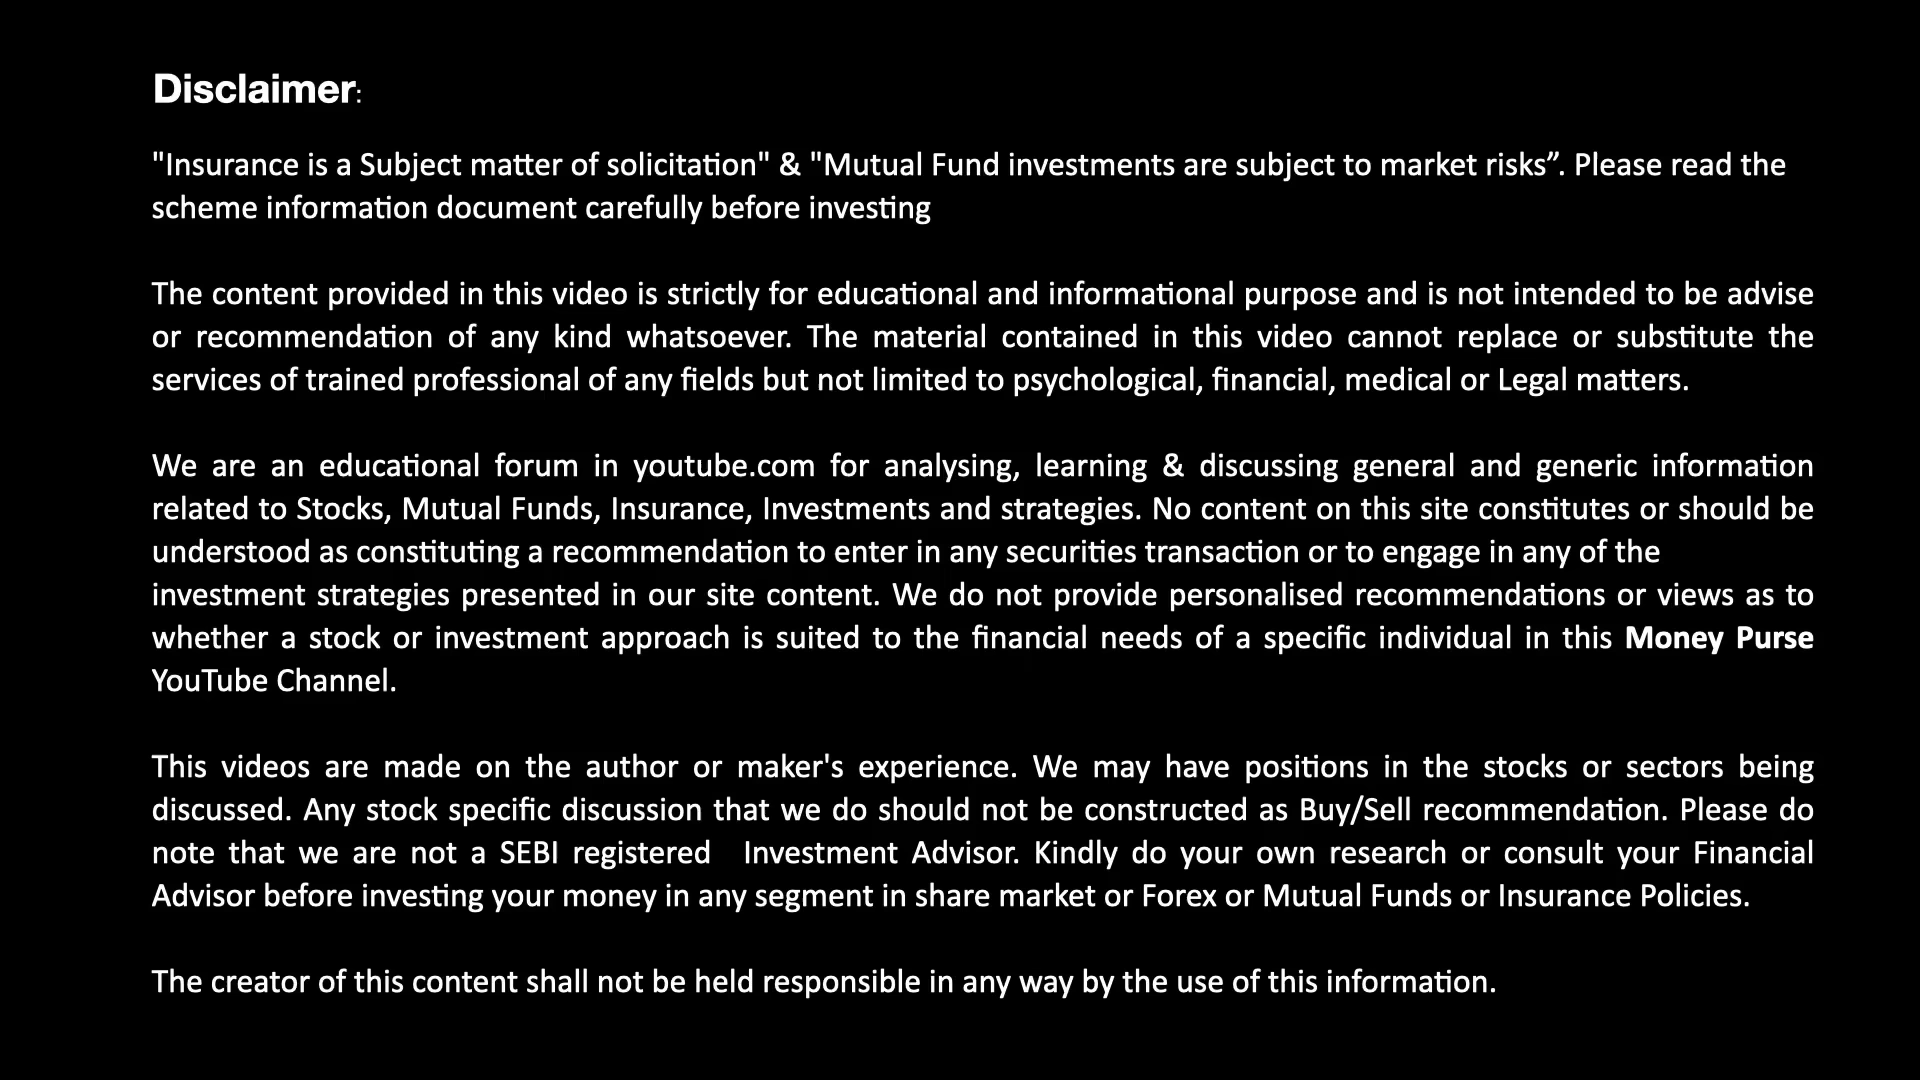 Disclaimer:
"Insurance is a Subject matter of solicitation" & "Mutual Fund investments are subject to market risks”. Please read the
scheme information document carefully before investing
The content provided in this video is strictly for educational and informational purpose and is not intended to be advise
or recommendation of any kind whatsoever. The material contained in this video cannot replace or substitute the
services of trained professional of any fields but not limited to psychological, financial, medical or Legal matters.
We are an educational forum in youtube.com for analysing, learning & discussing general and generic information
related to Stocks, Mutual Funds, Insurance, Investments and strategies. No content on this site constitutes or should be
understood as constituting a recommendation to enter in any securities transaction or to engage in any of the
investment strategies presented in our site content. We do not provide personalised recommendations or views as to
whether a stock or investment approach is suited to the financial needs of a specific individual in this Money Purse
YouTube Channel.
This videos are made on the author or maker's experience. We may have positions in the stocks or sectors being
discussed. Any stock specific discussion that we do should not be constructed as Buy/Sell recommendation. Please do
note that we are not a SEBI registered Investment Advisor. Kindly do your own research or consult your Financial
Advisor before investing your money in any segment in share market or Forex or Mutual Funds or Insurance Policies.
The creator of this content shall not be held responsible in any way by the use of this information.